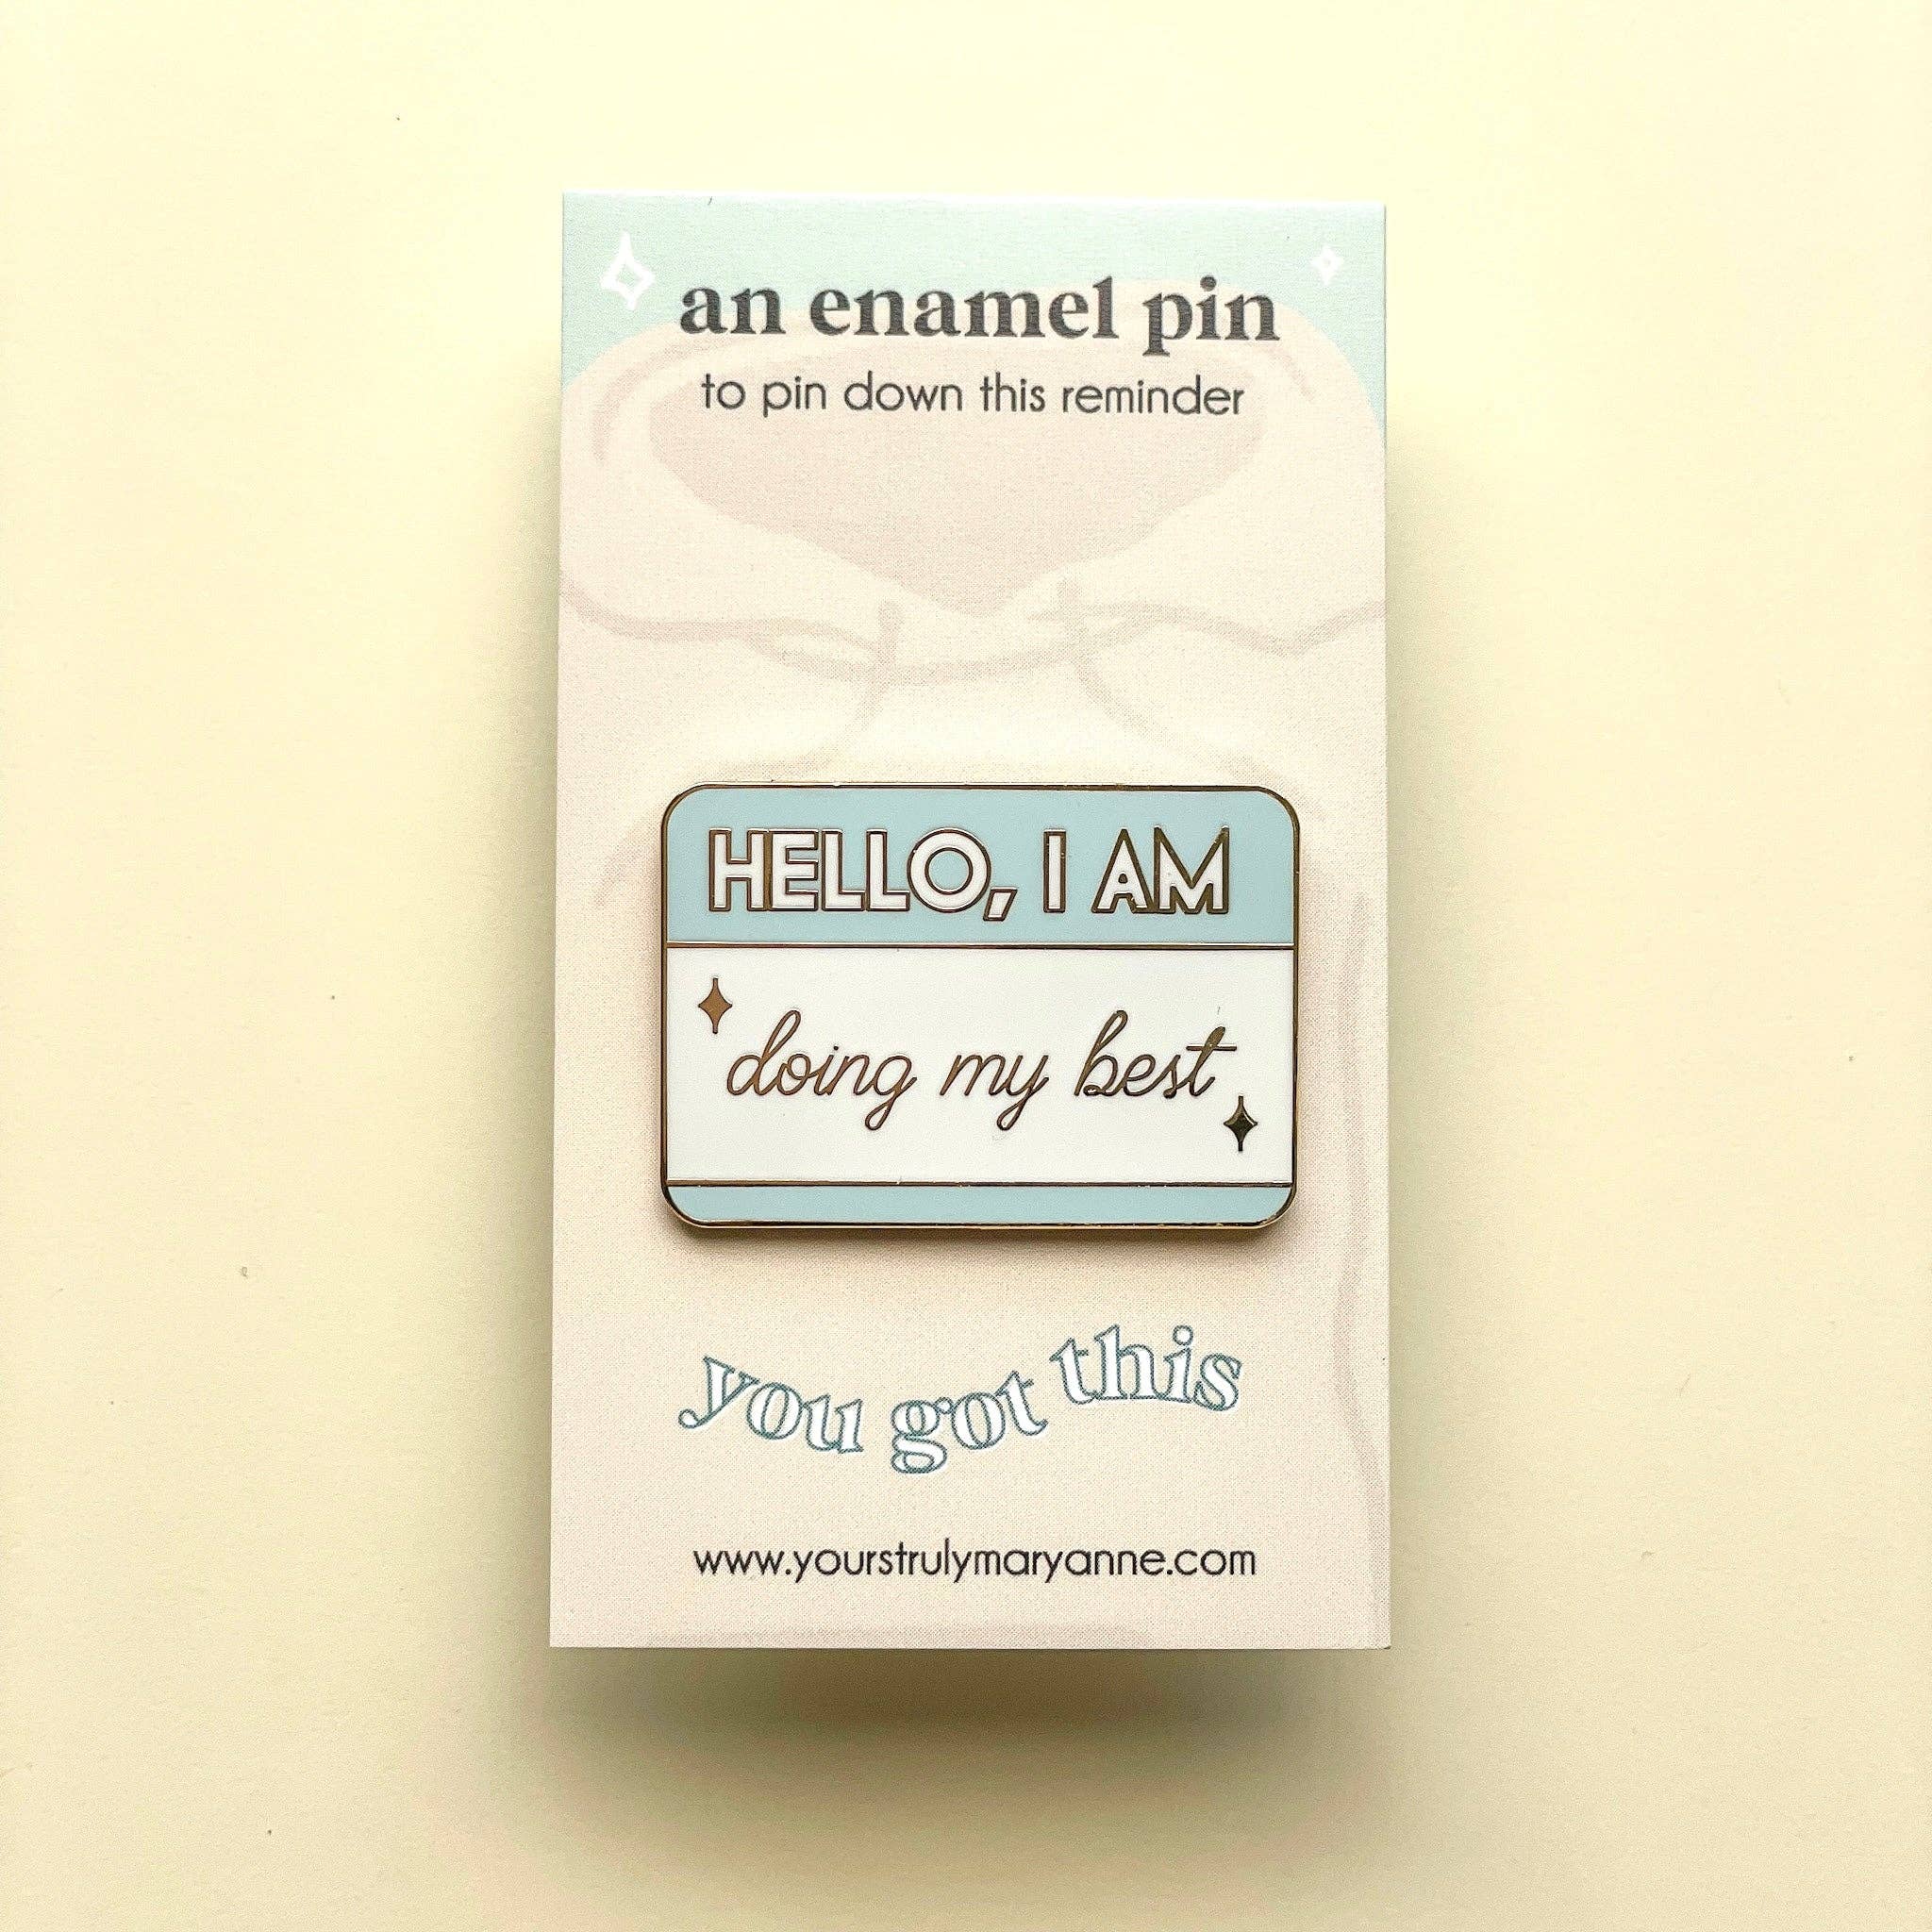 an enamel pin
to pin down this reminder
HELLO, I AM
doing my best
you got this
www.yourstrulymaryanne.com